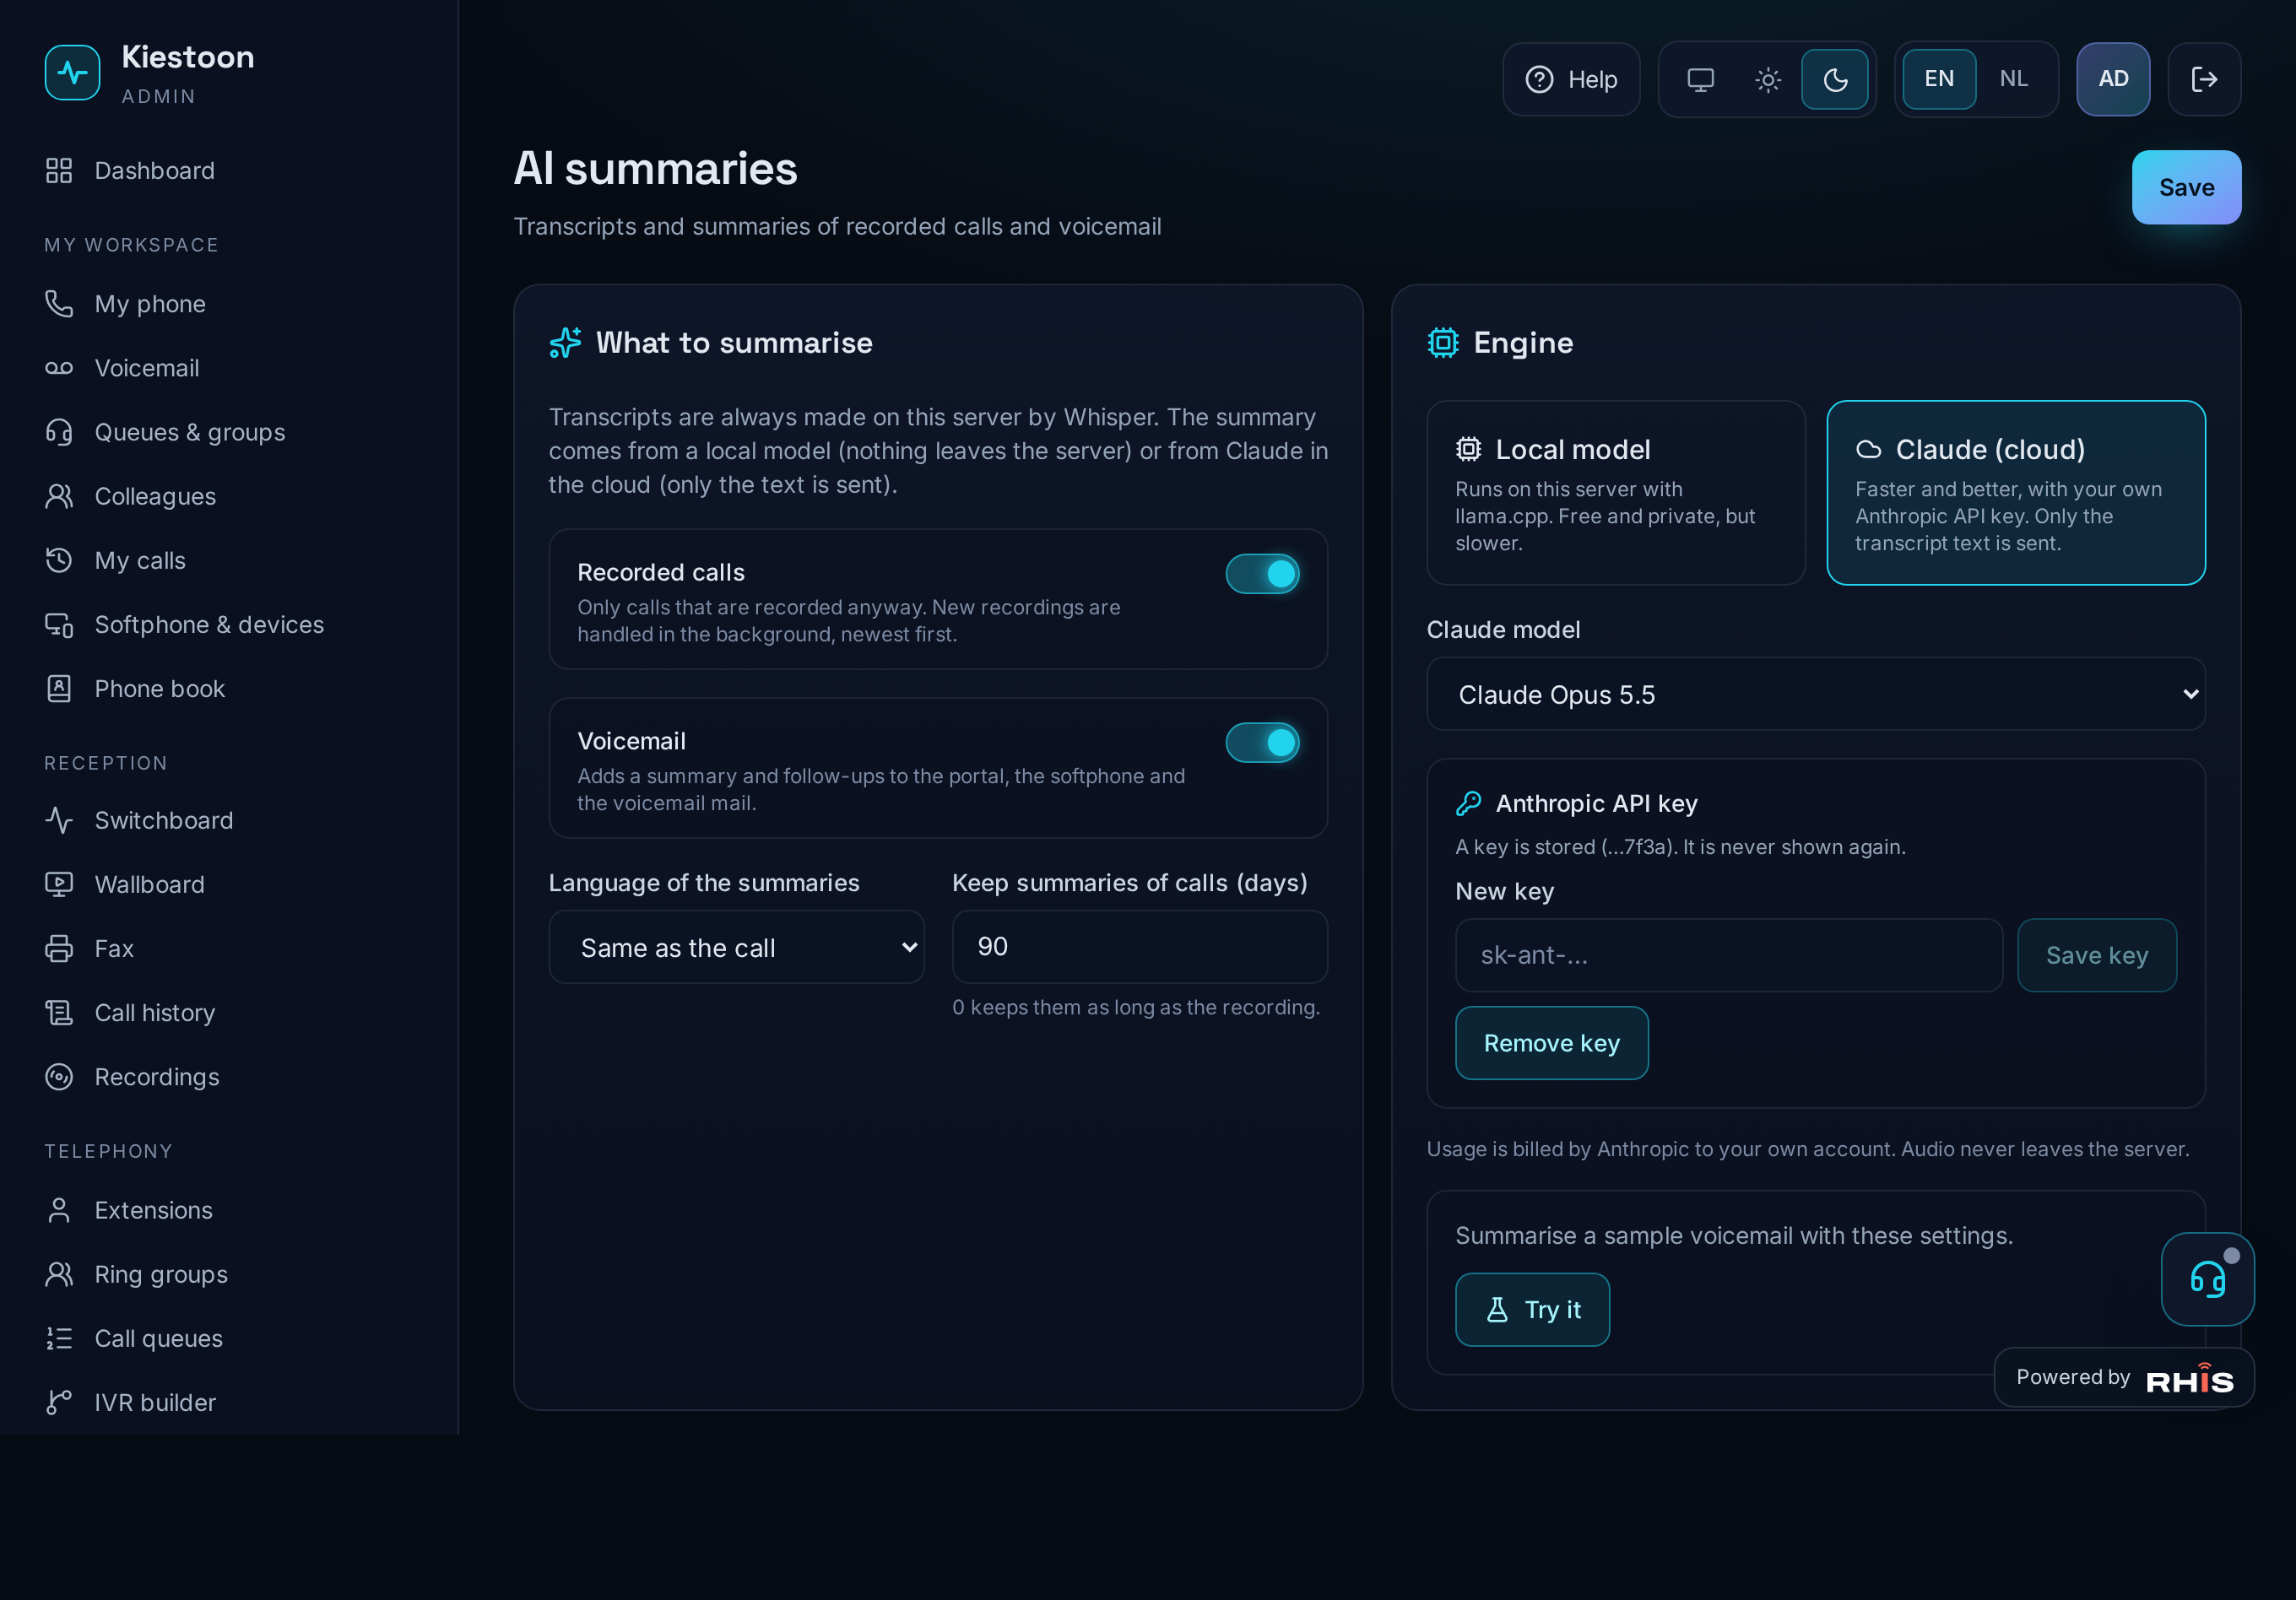 Kiestoon
ADMIN
Dashboard
MY WORKSPACE
My phone
Voicemail
Queues & groups
Colleagues
My calls
Softphone & devices
Phone book
RECEPTION
Switchboard
Wallboard
Fax
Call history
Recordings
TELEPHONY
Extensions
Ring groups
Call queues
IVR builder
Help
EN
NL
AD
AI summaries
Transcripts and summaries of recorded calls and voicemail
Save
What to summarise
Transcripts are always made on this server by Whisper. The summary
comes from a local model (nothing leaves the server) or from Claude in
the cloud (only the text is sent).
Recorded calls
Only calls that are recorded anyway. New recordings are
handled in the background, newest first.
Voicemail
Adds a summary and follow-ups to the portal, the softphone and
the voicemail mail.
Language of the summaries
Same as the call
Keep summaries of calls (days)
90
0 keeps them as long as the recording.
Engine
Local model
Runs on this server with
llama.cpp. Free and private, but
slower.
Claude (cloud)
Faster and better, with your own
Anthropic API key. Only the
transcript text is sent.
Claude model
Claude Opus 5.5
Anthropic API key
A key is stored (…7f3a). It is never shown again.
New key
sk-ant-…
Save key
Remove key
Usage is billed by Anthropic to your own account. Audio never leaves the server.
Summarise a sample voicemail with these settings.
Try it
Powered by RHiS